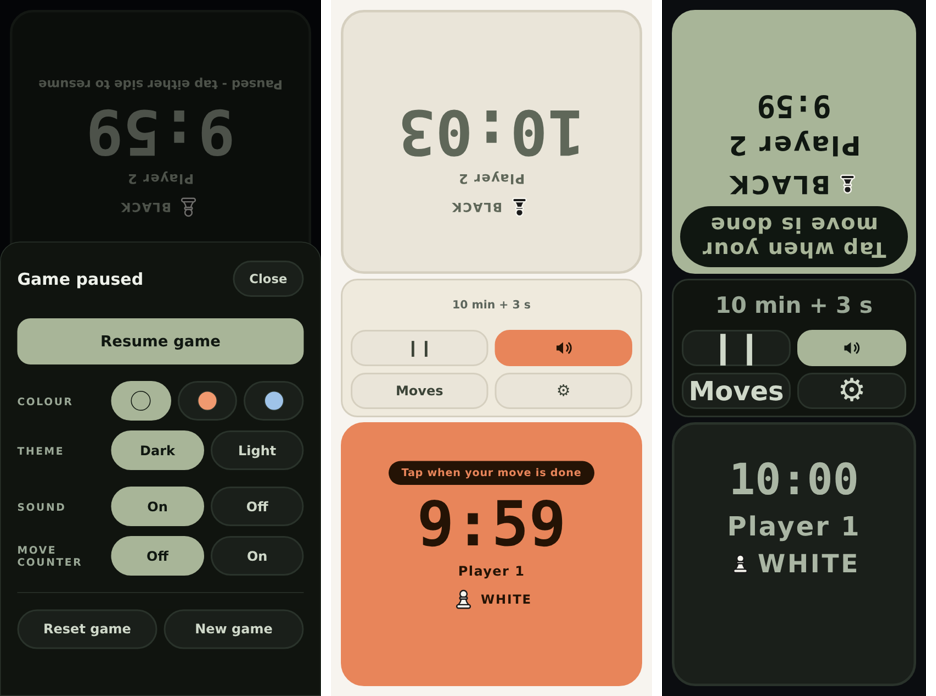 Paused - tap either side to resume
9:59
Player 2
BLACK
Game paused
Close
Resume game
COLOUR
THEME
Dark
Light
SOUND
On
Off
MOVE
COUNTER
Off
On
Reset game
New game
10:03
Player 2
BLACK
10 min + 3 s
Moves
Tap when your move is done
9:59
Player 1
WHITE
9:59
Player 2
BLACK
Tap when your
move is done
10 min + 3 s
Moves
10:00
Player 1
WHITE